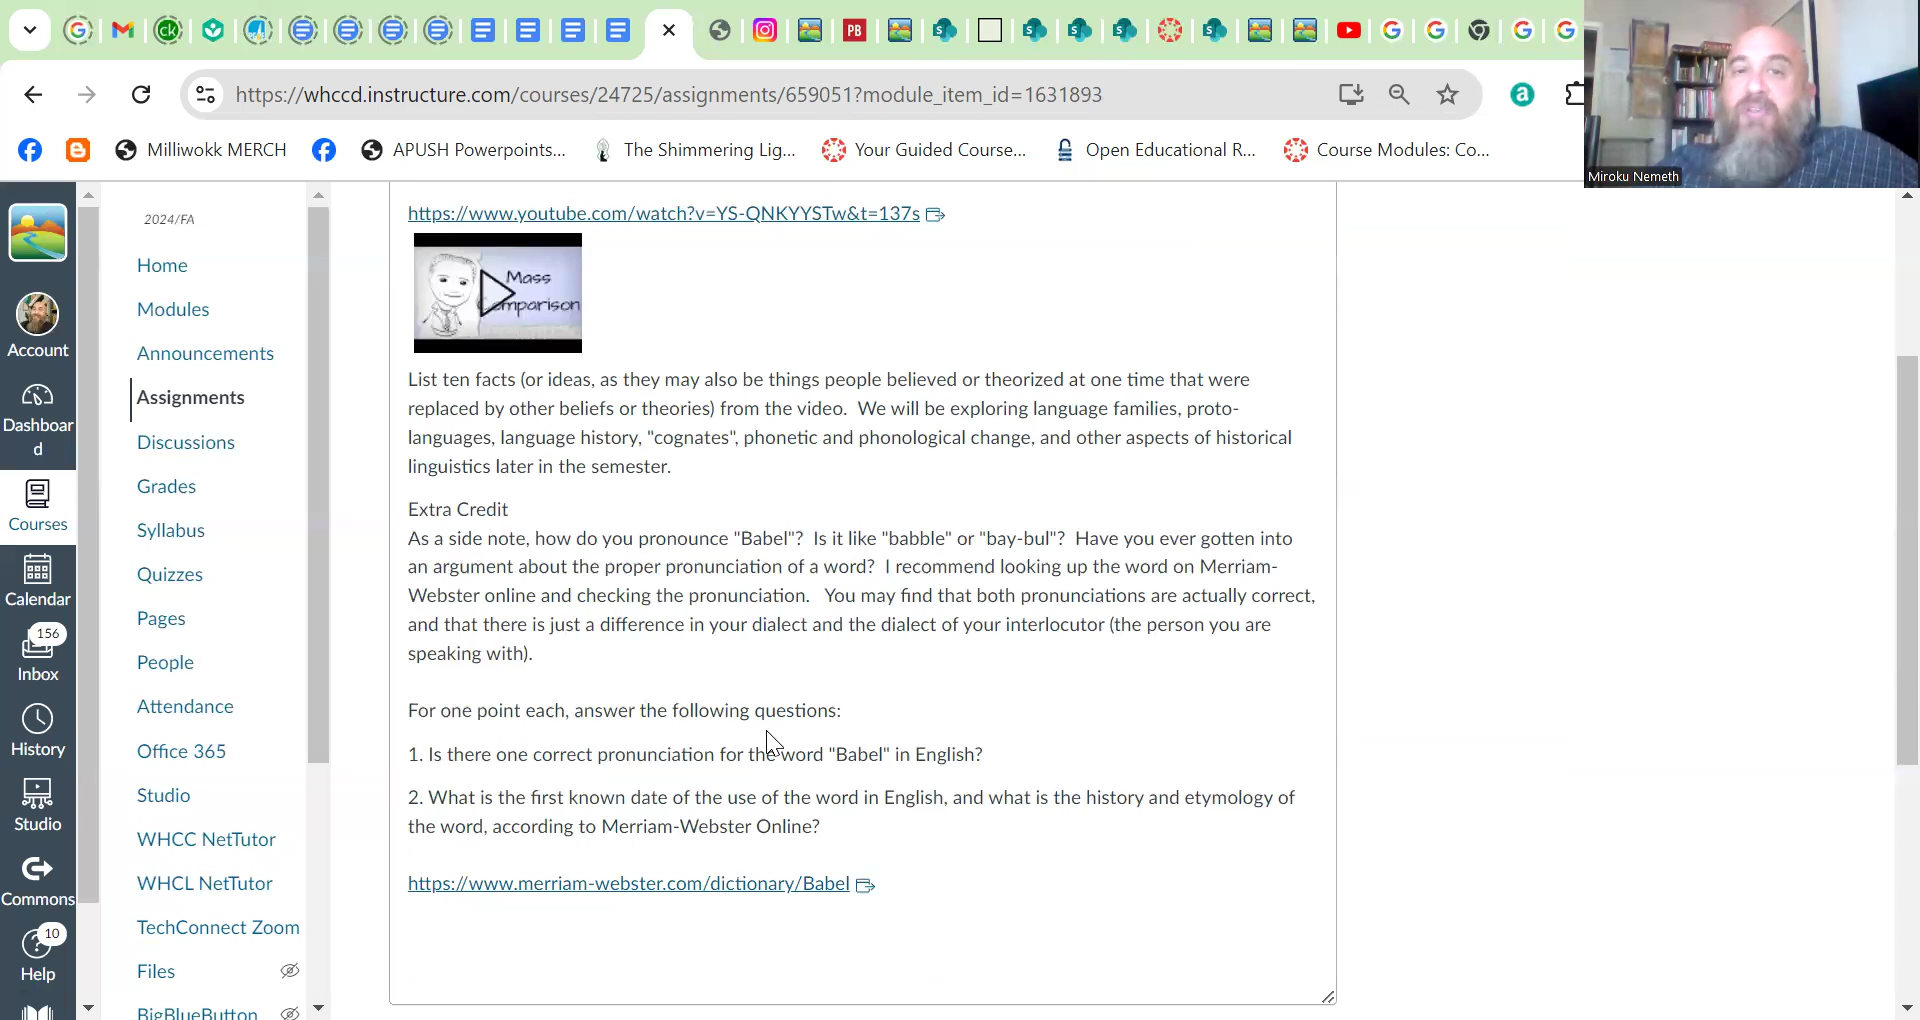 https://whccd.instructure.com/courses/24725/assignments/659051?module_item_id=1631893
Milliwokk MERCH
APUSH Powerpoints...
The Shimmering Lig...
Your Guided Course...
Open Educational R...
Course Modules: Co...
Miroku Nemeth
Account
Dashboar
d
Courses
Calendar
156
Inbox
History
Studio
Commons
10
Help
2024/FA
Home
Modules
Announcements
Assignments
Discussions
Grades
Syllabus
Quizzes
Pages
People
Attendance
Office 365
Studio
WHCC NetTutor
WHCL NetTutor
TechConnect Zoom
Files
BigBlueButton
https://www.youtube.com/watch?v=YS-QNKYYSTw&t=137s
Mass
Comparison
List ten facts (or ideas, as they may also be things people believed or theorized at one time that were
replaced by other beliefs or theories) from the video.  We will be exploring language families, proto-
languages, language history, "cognates", phonetic and phonological change, and other aspects of historical
linguistics later in the semester.
Extra Credit
As a side note, how do you pronounce "Babel"?  Is it like "babble" or "bay-bul"?  Have you ever gotten into
an argument about the proper pronunciation of a word?  I recommend looking up the word on Merriam-
Webster online and checking the pronunciation.   You may find that both pronunciations are actually correct,
and that there is just a difference in your dialect and the dialect of your interlocutor (the person you are
speaking with).
For one point each, answer the following questions:
1. Is there one correct pronunciation for the word "Babel" in English?
2. What is the first known date of the use of the word in English, and what is the history and etymology of
the word, according to Merriam-Webster Online?
https://www.merriam-webster.com/dictionary/Babel